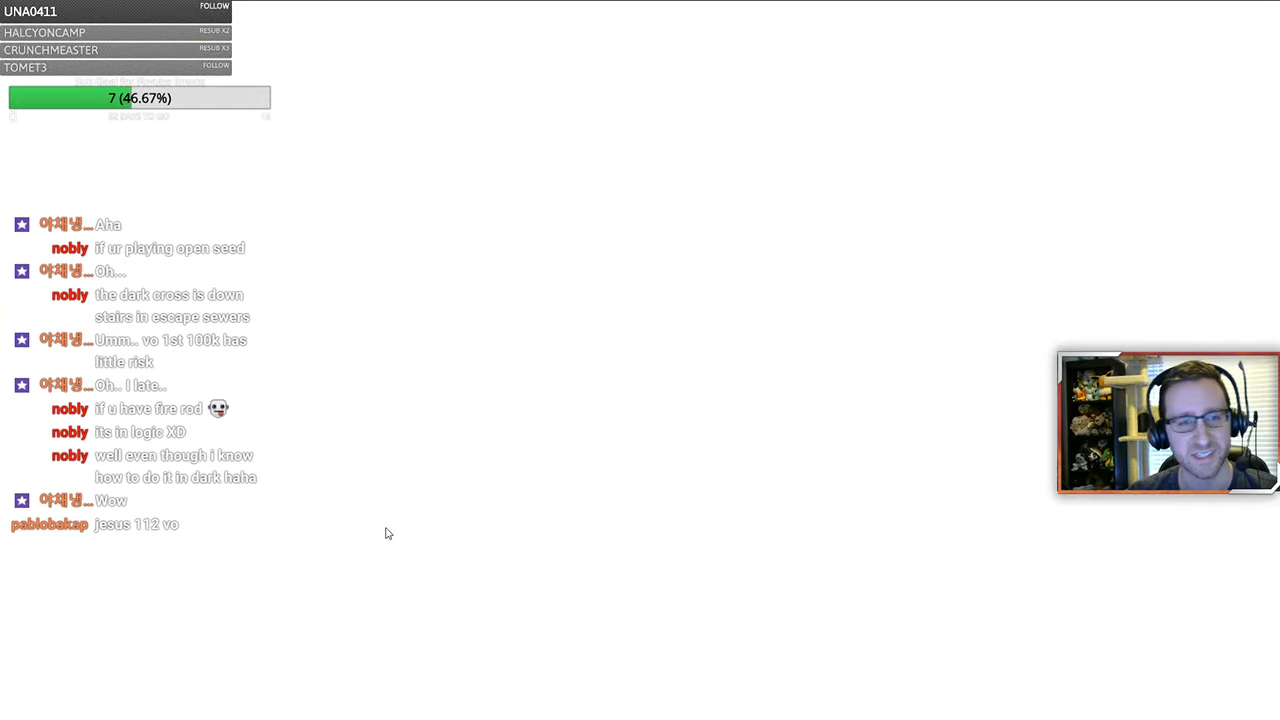 UNA0411 FOLLOW
HALCYONCAMP RESUB X2
CRUNCHMEASTER RESUB X3
TOMET3 FOLLOW
7 (46.67%)
0 15
야채냉... Aha
nobly if ur playing open seed
야채냉... Oh...
nobly the dark cross is down
stairs in escape sewers
야채냉... Umm.. vo 1st 100k has
little risk
야채냉... Oh.. I late..
nobly if u have fire rod
nobly its in logic XD
nobly well even though i know
how to do it in dark haha
야채냉... Wow
pablobakap jesus 112 vo